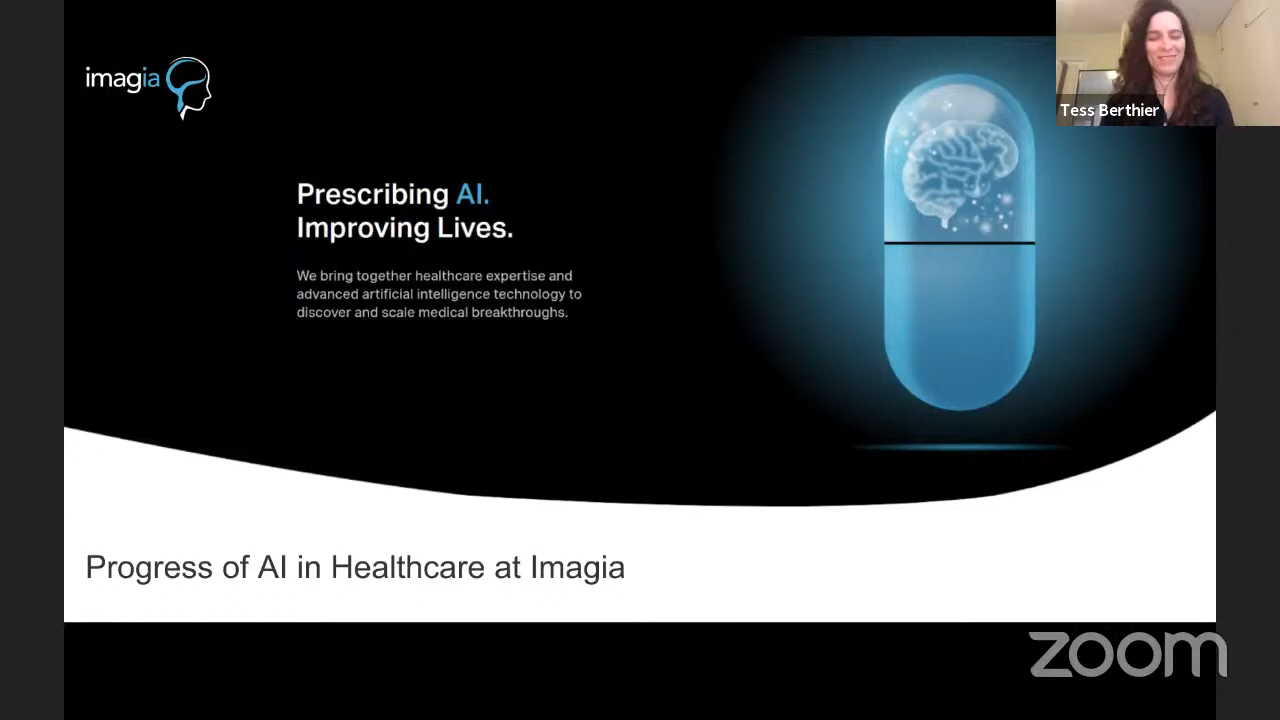 imagia
Tess Berthier
Prescribing AI.
Improving Lives.
We bring together healthcare expertise and
advanced artificial intelligence technology to
discover and scale medical breakthroughs.
Progress of AI in Healthcare at Imagia
zoom